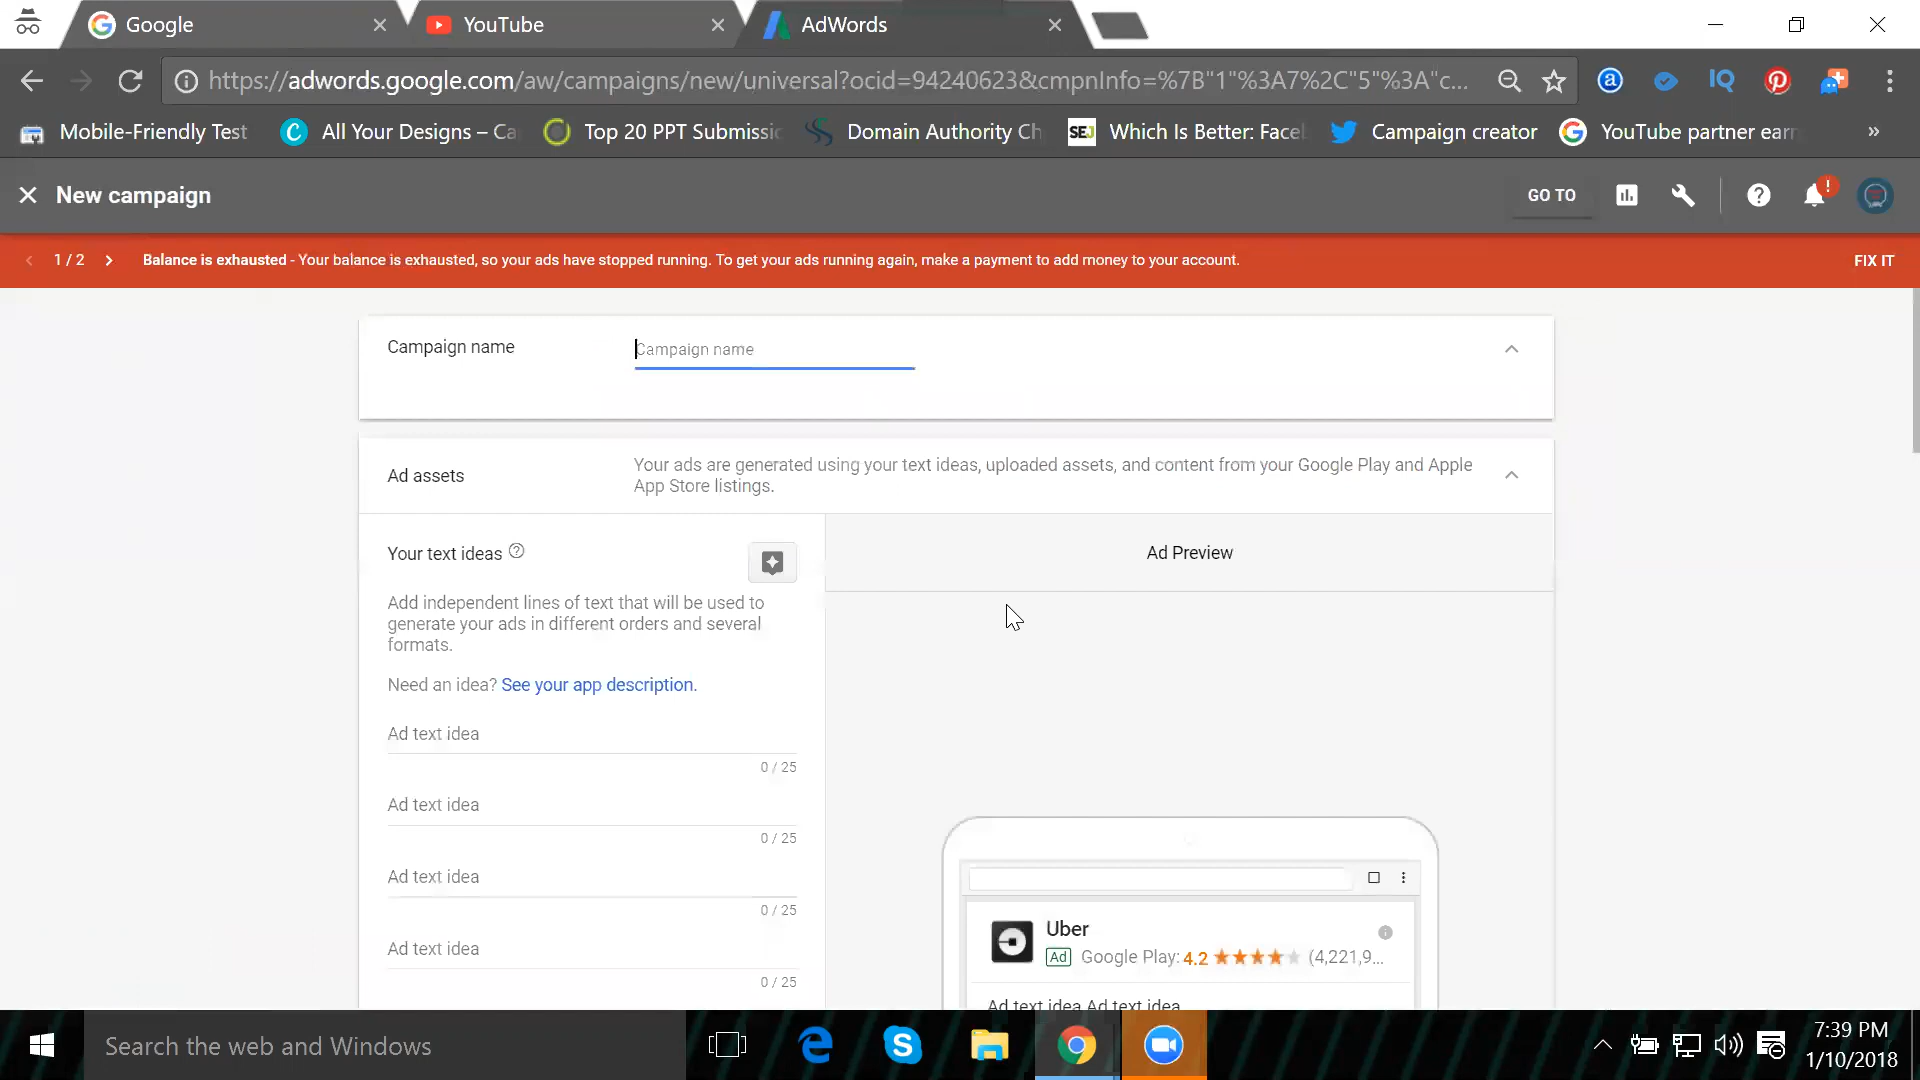 Google
YouTube
AdWords
https://adwords.google.com/aw/campaigns/new/universal?ocid=94240623&cmpnInfo=%7B"1"%3A7%2C"5"%3A"c...
Mobile-Friendly Test
All Your Designs – Ca
Top 20 PPT Submissic
Domain Authority Ch
SEJ
Which Is Better: Facel
Campaign creator
YouTube partner earn
»
New campaign
GO TO
1 / 2
Balance is exhausted - Your balance is exhausted, so your ads have stopped running. To get your ads running again, make a payment to add money to your account.
FIX IT
Campaign name
Campaign name
Ad assets
Your ads are generated using your text ideas, uploaded assets, and content from your Google Play and Apple
App Store listings.
Your text ideas
Ad Preview
Add independent lines of text that will be used to
generate your ads in different orders and several
formats.
Need an idea? See your app description.
Ad text idea
0 / 25
Ad text idea
0 / 25
Ad text idea
0 / 25
Ad text idea
0 / 25
Uber
Ad Google Play: 4.2 ★★★★★ (4,221,9...
Ad text idea Ad text idea
Search the web and Windows
7:39 PM
1/10/2018